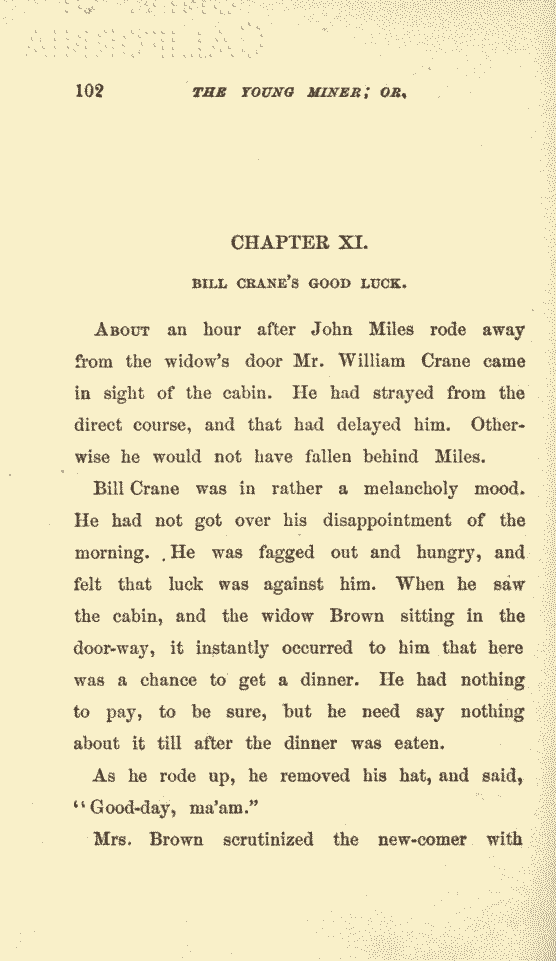 102 THE YOUNG MINER; OR,
CHAPTER XI.
BILL CRANE'S GOOD LUCK.
ABOUT an hour after John Miles rode away
from the widow's door Mr. William Crane came
in sight of the cabin. He had strayed from the
direct course, and that had delayed him. Other-
wise he would not have fallen behind Miles.
Bill Crane was in rather a melancholy mood.
He had not got over his disappointment of the
morning. He was fagged out and hungry, and
felt that luck was against him. When he saw
the cabin, and the widow Brown sitting in the
door-way, it instantly occurred to him that here
was a chance to get a dinner. He had nothing
to pay, to be sure, but he need say nothing
about it till after the dinner was eaten.
As he rode up, he removed his hat, and said,
"Good-day, ma'am."
Mrs. Brown scrutinized the new-comer with